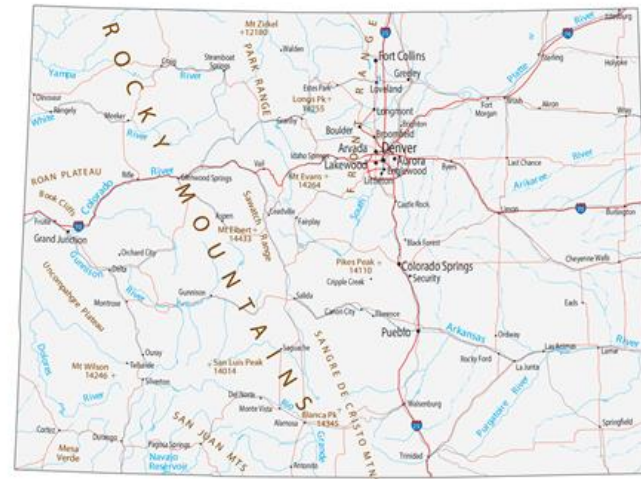 Mt Zirkel
12180
Walden
Fort Collins
Sterling
Holyoke
Yampa
River
Craig
Steamboat
Springs
PARK RANGE
FRONT RANGE
Greeley
Platte
River
Estes Park
Loveland
Longs Pk
14255
Dinosaur
Rangely
Meeker
White
River
Granby
Longmont
Fort
Morgan
Brush
Akron
Wray
Boulder
Brighton
Broomfield
Arvada
Denver
Aurora
Lakewood
Englewood
Littleton
Idaho Springs
Byers
Last Chance
Arikaree
River
ROCKY
MOUNTAINS
ROAN PLATEAU
Book Cliffs
Rifle
Colorado
River
Glenwood Springs
Vail
Mt Evans
14264
South
Castle Rock
Limon
Burlington
70
Fruita
Grand Junction
Aspen
Mt Elbert
14433
Sawatch Range
Leadville
Fairplay
Black Forest
Gunnison
River
Orchard City
Delta
Pikes Peak
14110
Cripple Creek
Colorado Springs
Security
Cheyenne Wells
Uncompahgre Plateau
Montrose
Gunnison
Salida
Canon City
Florence
Eads
Pueblo
Arkansas
River
Ordway
Rocky Ford
La Junta
Las Animas
Lamar
Dolores
River
Ouray
Saguache
Mt Wilson
14246
Telluride
Silverton
San Luis Peak
14014
SANGRE DE CRISTO MTNS
Del Norte
Monte Vista
Rio
Grande
Blanca Pk
14345
Alamosa
Walsenburg
Purgatoire River
Springfield
Cortez
Mesa
Verde
Durango
Pagosa Springs
SAN JUAN MTS
Navajo
Reservoir
Antonito
Trinidad